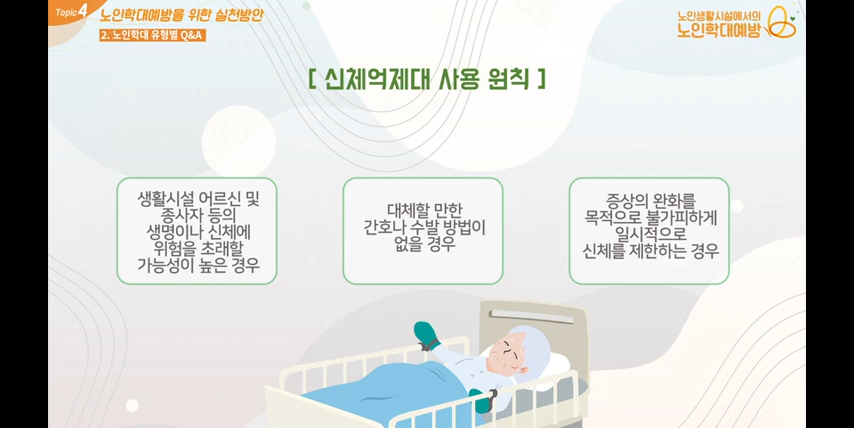 Topic 4 노인학대예방을 위한 실천방안
2. 노인학대 유형별 Q&A
노인생활시설에서의
노인학대예방
[ 신체억제대 사용 원칙 ]
생활시설 어르신 및
종사자 등의
생명이나 신체에
위험을 초래할
가능성이 높은 경우
대체할 만한
간호나 수발 방법이
없을 경우
증상의 완화를
목적으로 불가피하게
일시적으로
신체를 제한하는 경우